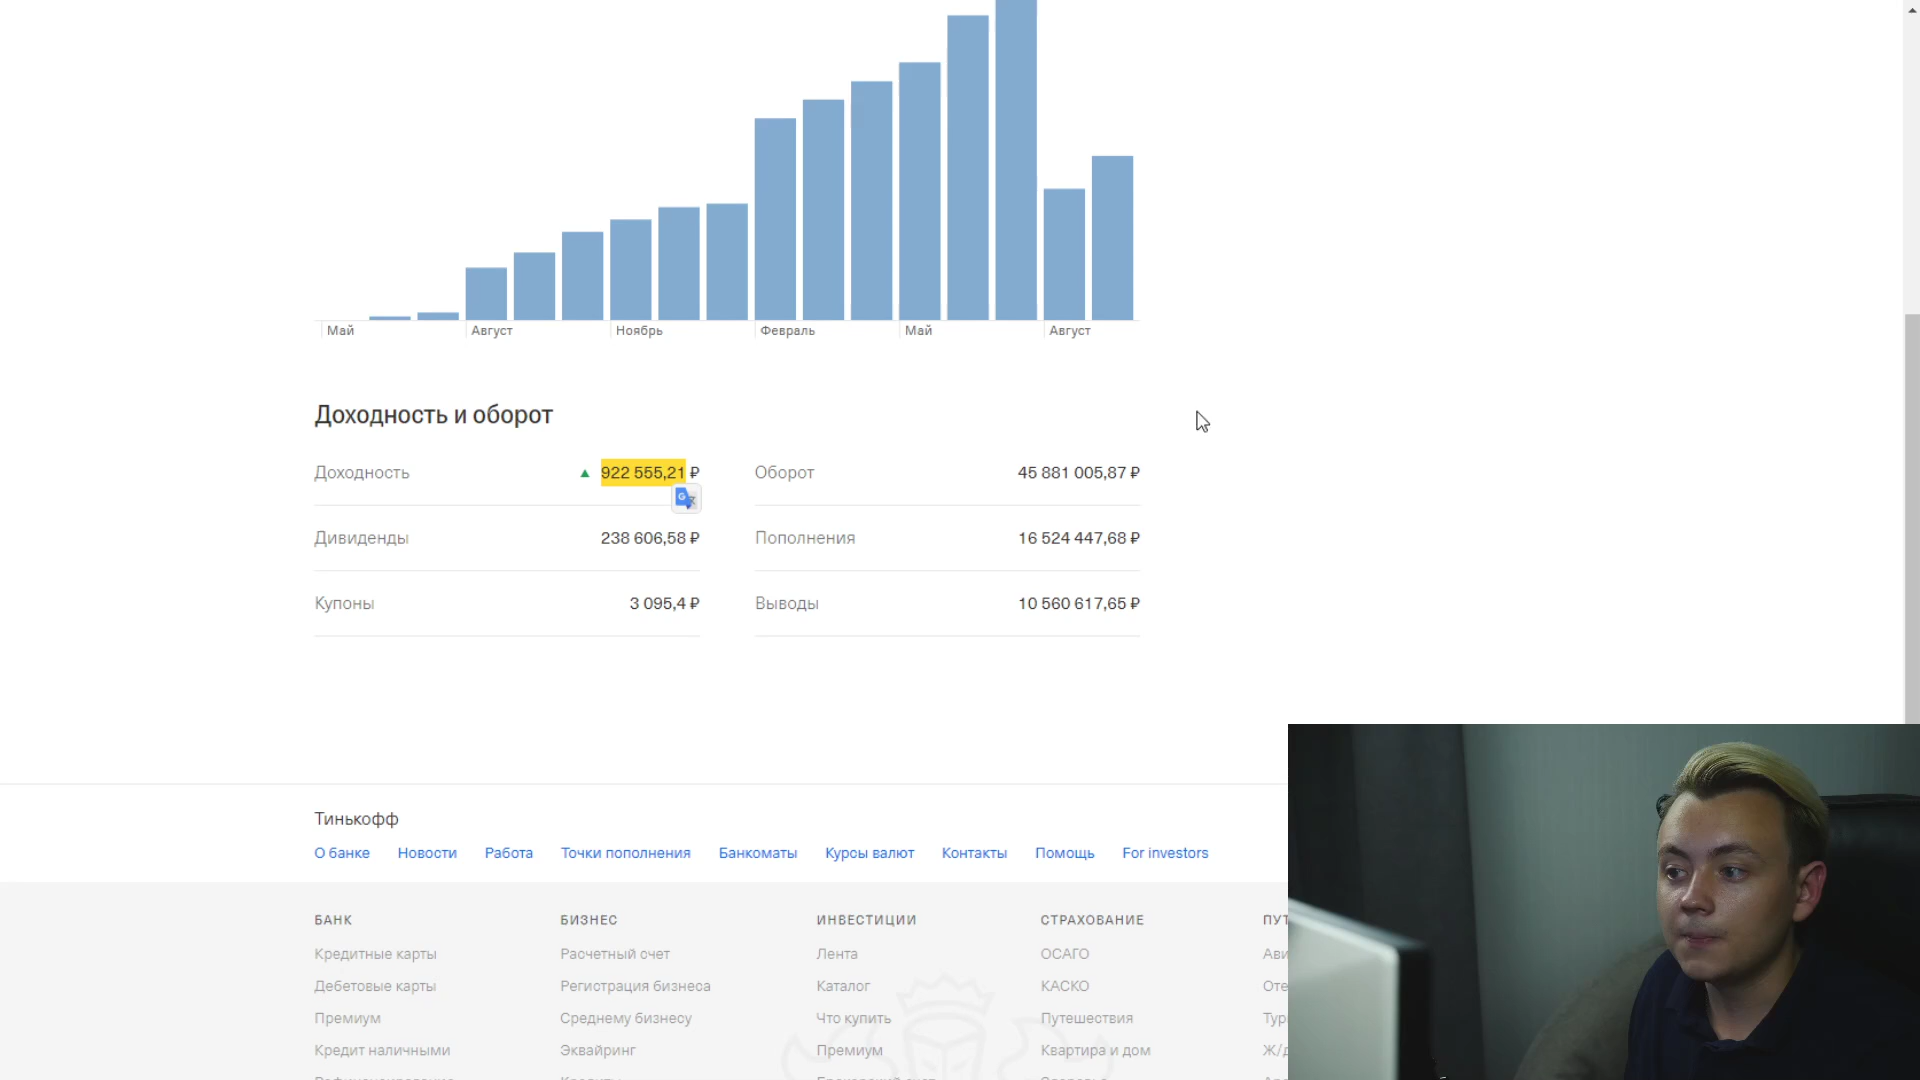 Май Август Ноябрь Февраль Май Август
Доходность и оборот
Доходность 922 555,21 ₽ Оборот 45 881 005,87 ₽
Дивиденды 238 606,58 ₽ Пополнения 16 524 447,68 ₽
Купоны 3 095,4 ₽ Выводы 10 560 617,65 ₽
Тинькофф
О банке Новости Работа Точки пополнения Банкоматы Курсы валют Контакты Помощь For investors
БАНК БИЗНЕС ИНВЕСТИЦИИ СТРАХОВАНИЕ ПУТ
Кредитные карты Расчетный счет Лента ОСАГО Ави
Дебетовые карты Регистрация бизнеса Каталог КАСКО Оте
Премиум Среднему бизнесу Что купить Путешествия Тур
Кредит наличными Эквайринг Премиум Квартира и дом Ж/д